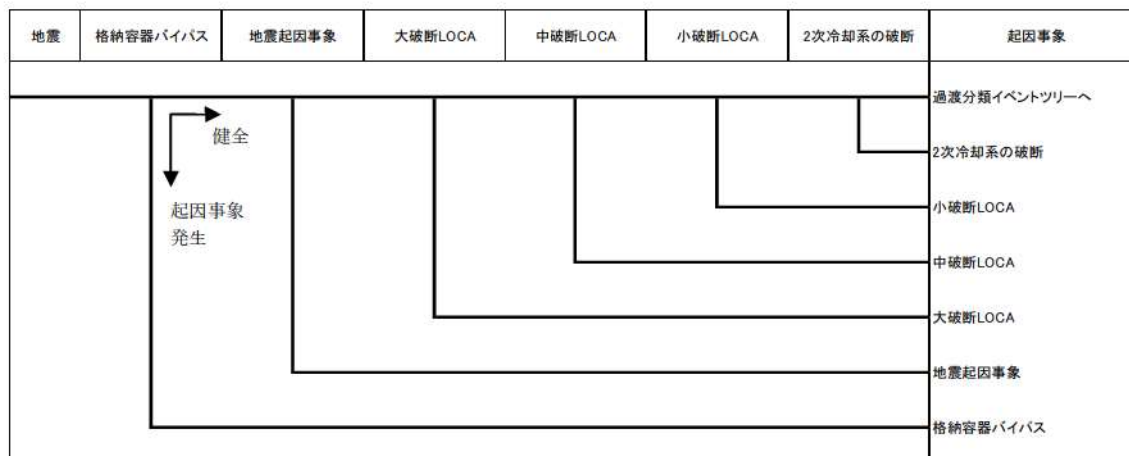 地震
格納容器バイパス
地震起因事象
大破断LOCA
中破断LOCA
小破断LOCA
2次冷却系の破断
起因事象
過渡分類イベントツリーへ
健全
2次冷却系の破断
起因事象
発生
小破断LOCA
中破断LOCA
大破断LOCA
地震起因事象
格納容器バイパス